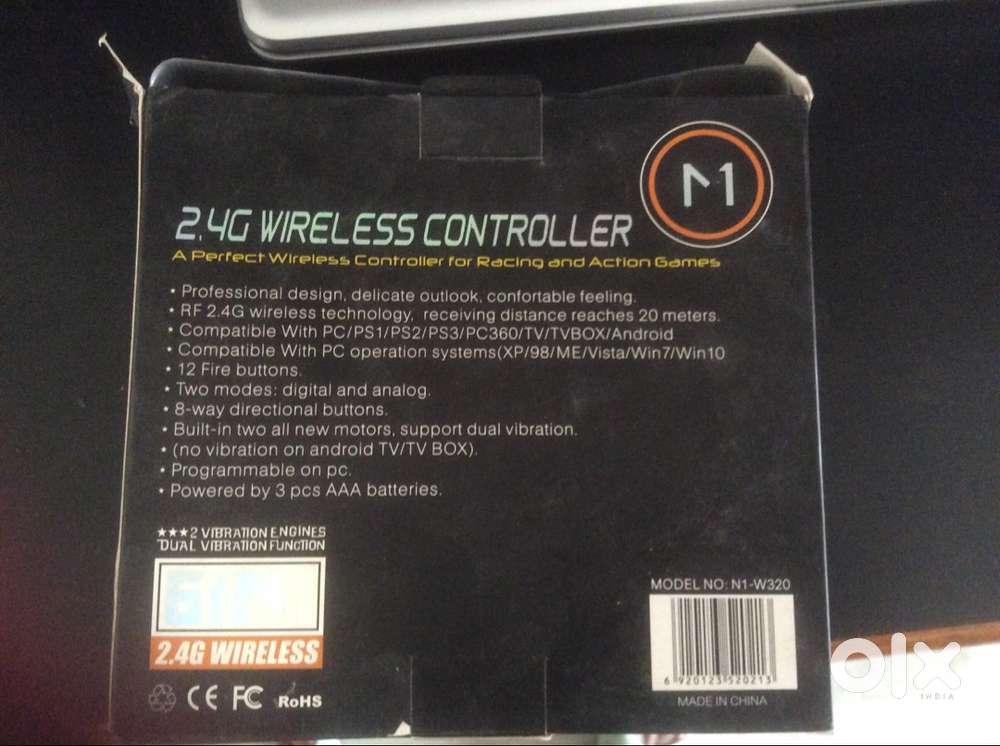 N1
2.4G WIRELESS CONTROLLER
A Perfect Wireless Controller for Racing and Action Games
• Professional design, delicate outlook, confortable feeling.
• RF 2.4G wireless technology, receiving distance reaches 20 meters.
• Compatible With PC/PS1/PS2/PS3/PC360/TV/TVBOX/Android
• Compatible With PC operation systems(XP/98/ME/Vista/Win7/Win10
• 12 Fire buttons.
• Two modes: digital and analog.
• 8-way directional buttons.
• Built-in two all new motors, support dual vibration.
• (no vibration on android TV/TV BOX).
• Programmable on pc.
• Powered by 3 pcs AAA batteries.
★★★2 VIBRATION ENGINES
DUAL VIBRATION FUNCTION
2.4G WIRELESS
CE FC RoHS
MODEL NO: N1-W320
6 920123 520213
MADE IN CHINA
olx
INDIA